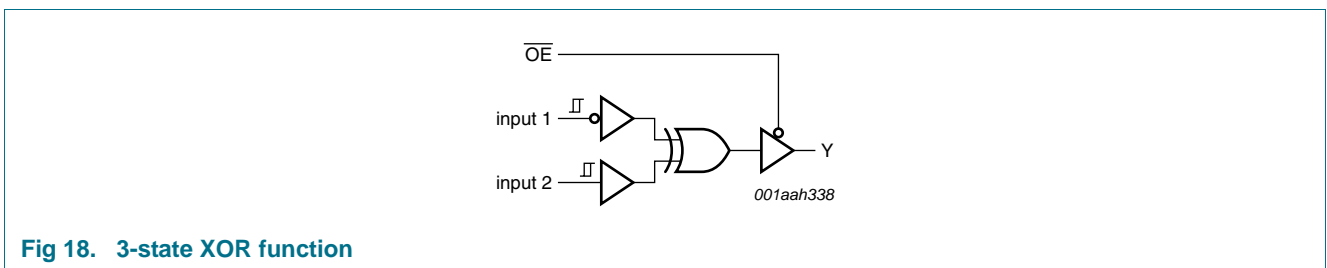 OE
input 1
input 2
Y
001aah338
Fig 18. 3-state XOR function